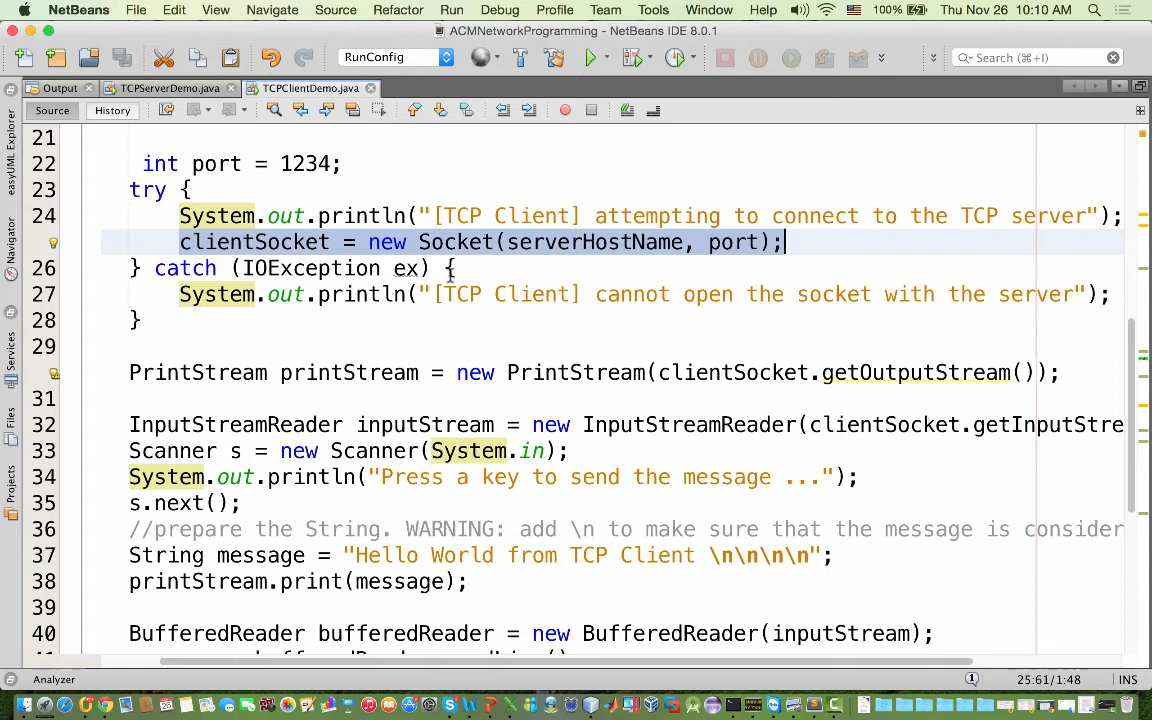 NetBeans File Edit View Navigate Source Refactor Run Debug Profile Team Tools Window Help 100% Thu Nov 26 10:10 AM
ACMNetworkProgramming - NetBeans IDE 8.0.1
RunConfig Search (⌘+I)
Output TCPServerDemo.java TCPClientDemo.java
Source History
easyUML Explorer
Navigator
Services
Files
Projects
21
22 int port = 1234;
23 try {
24 System.out.println("[TCP Client] attempting to connect to the TCP server");
clientSocket = new Socket(serverHostName, port);
26 } catch (IOException ex) {
27 System.out.println("[TCP Client] cannot open the socket with the server");
28 }
29
PrintStream printStream = new PrintStream(clientSocket.getOutputStream());
31
32 InputStreamReader inputStream = new InputStreamReader(clientSocket.getInputStre
33 Scanner s = new Scanner(System.in);
34 System.out.println("Press a key to send the message ...");
35 s.next();
36 //prepare the String. WARNING: add \n to make sure that the message is consider
37 String message = "Hello World from TCP Client \n\n\n\n";
38 printStream.print(message);
39
40 BufferedReader bufferedReader = new BufferedReader(inputStream);
Analyzer 1 25:61/1:48 INS